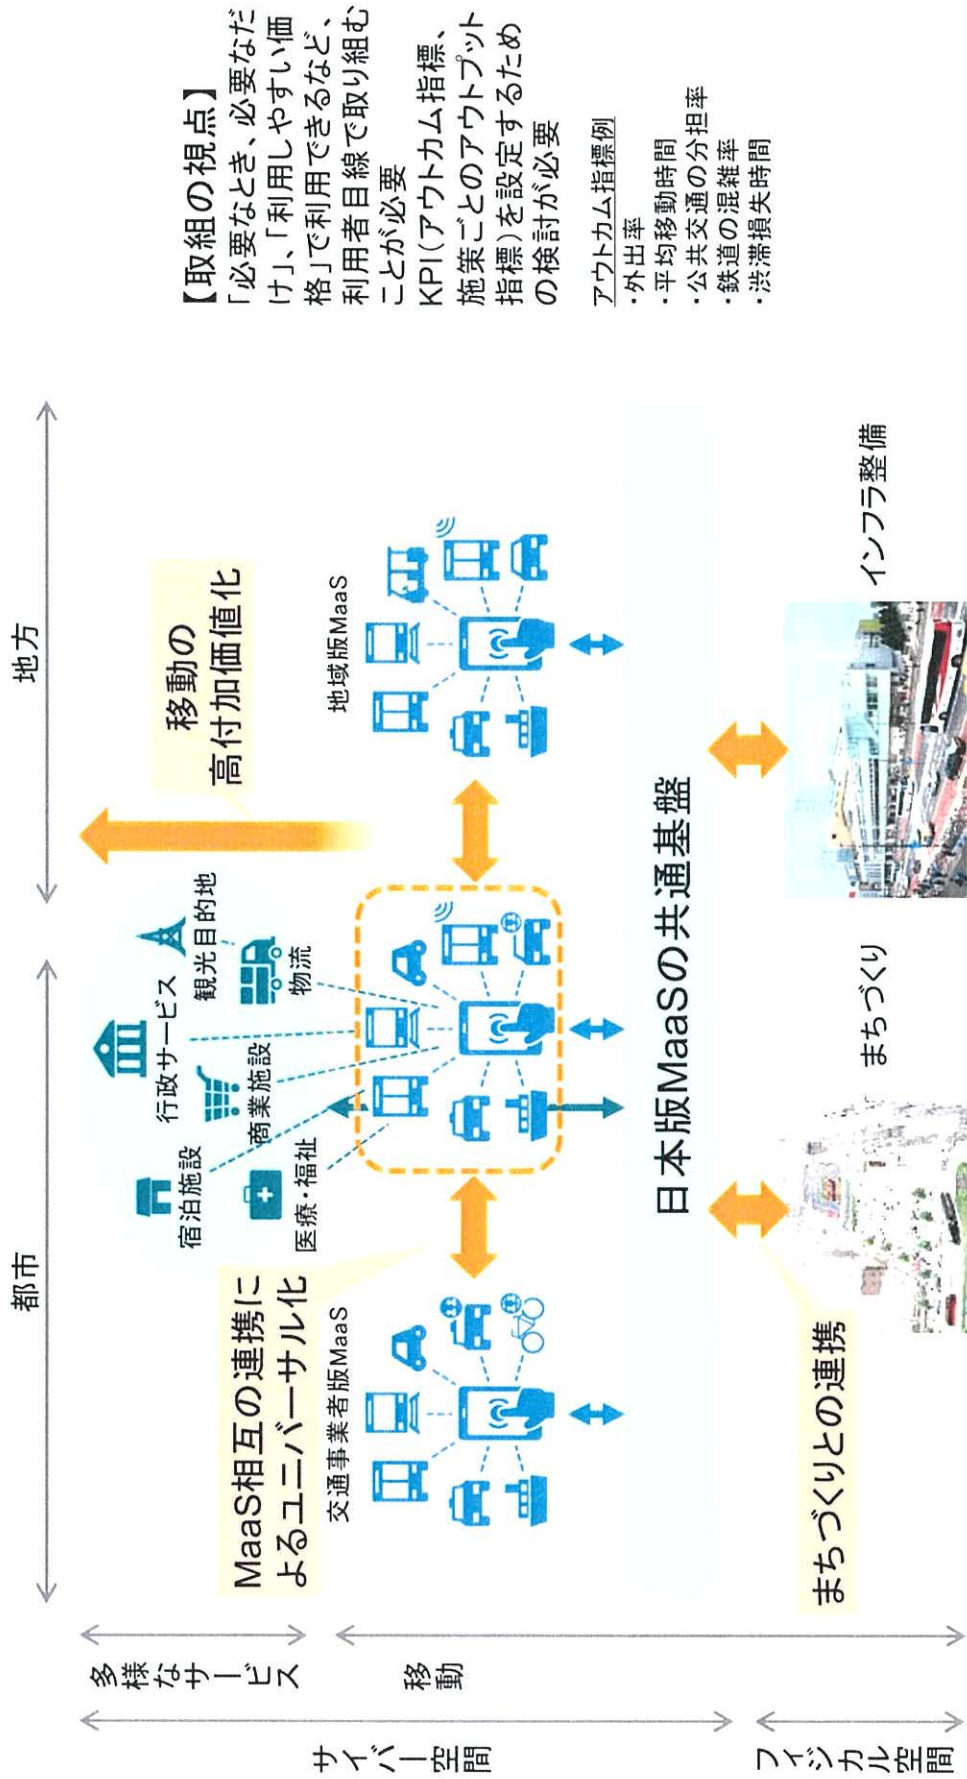 都市
地方
多様な
サービス
移動
サイバー空間
フィジカル空間
行政サービス
観光目的地
宿泊施設
商業施設
物流
医療・福祉
移動の
高付加価値化
MaaS相互の連携に
よるユニバーサル化
交通事業者版MaaS
地域版MaaS
日本版MaaSの共通基盤
まちづくりとの連携
まちづくり
インフラ整備
【取組の視点】
「必要なとき、必要なだ
け」、「利用しやすい価
格」で利用できるなど、
利用者目線で取り組む
ことが必要
KPI(アウトカム指標、
施策ごとのアウトプット
指標)を設定するため
の検討が必要
アウトカム指標例
・外出率
・平均移動時間
・公共交通の分担率
・鉄道の混雑率
・渋滞損失時間